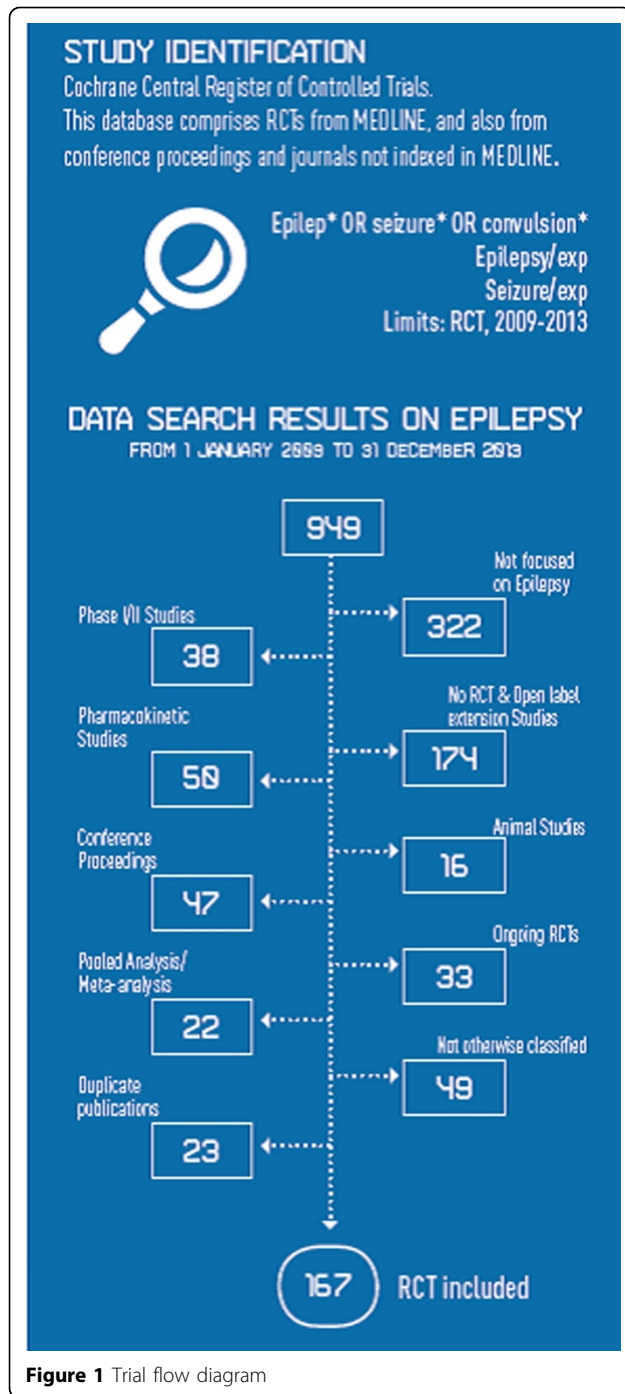 STUDY IDENTIFICATION
Cochrane Central Register of Controlled Trials.
This database comprises RCTs from MEDLINE, and also from
conference proceedings and journals not indexed in MEDLINE.
Epilep* OR seizure* OR convulsion*
Epilepsy/exp
Seizure/exp
Limits: RCT, 2009-2013
DATA SEARCH RESULTS ON EPILEPSY
FROM 1 JANUARY 2009 TO 31 DECEMBER 2013
949
Not focused
on Epilepsy
322
Phase I/II Studies
38
No RCT & Open label
extension Studies
174
Pharmacokinetic
Studies
50
Animal Studies
16
Conference
Proceedings
47
Ongoing RCTs
33
Pooled Analysis/
Meta-analysis
22
Not otherwise classified
49
Duplicate
publications
23
167
RCT included
Figure 1 Trial flow diagram